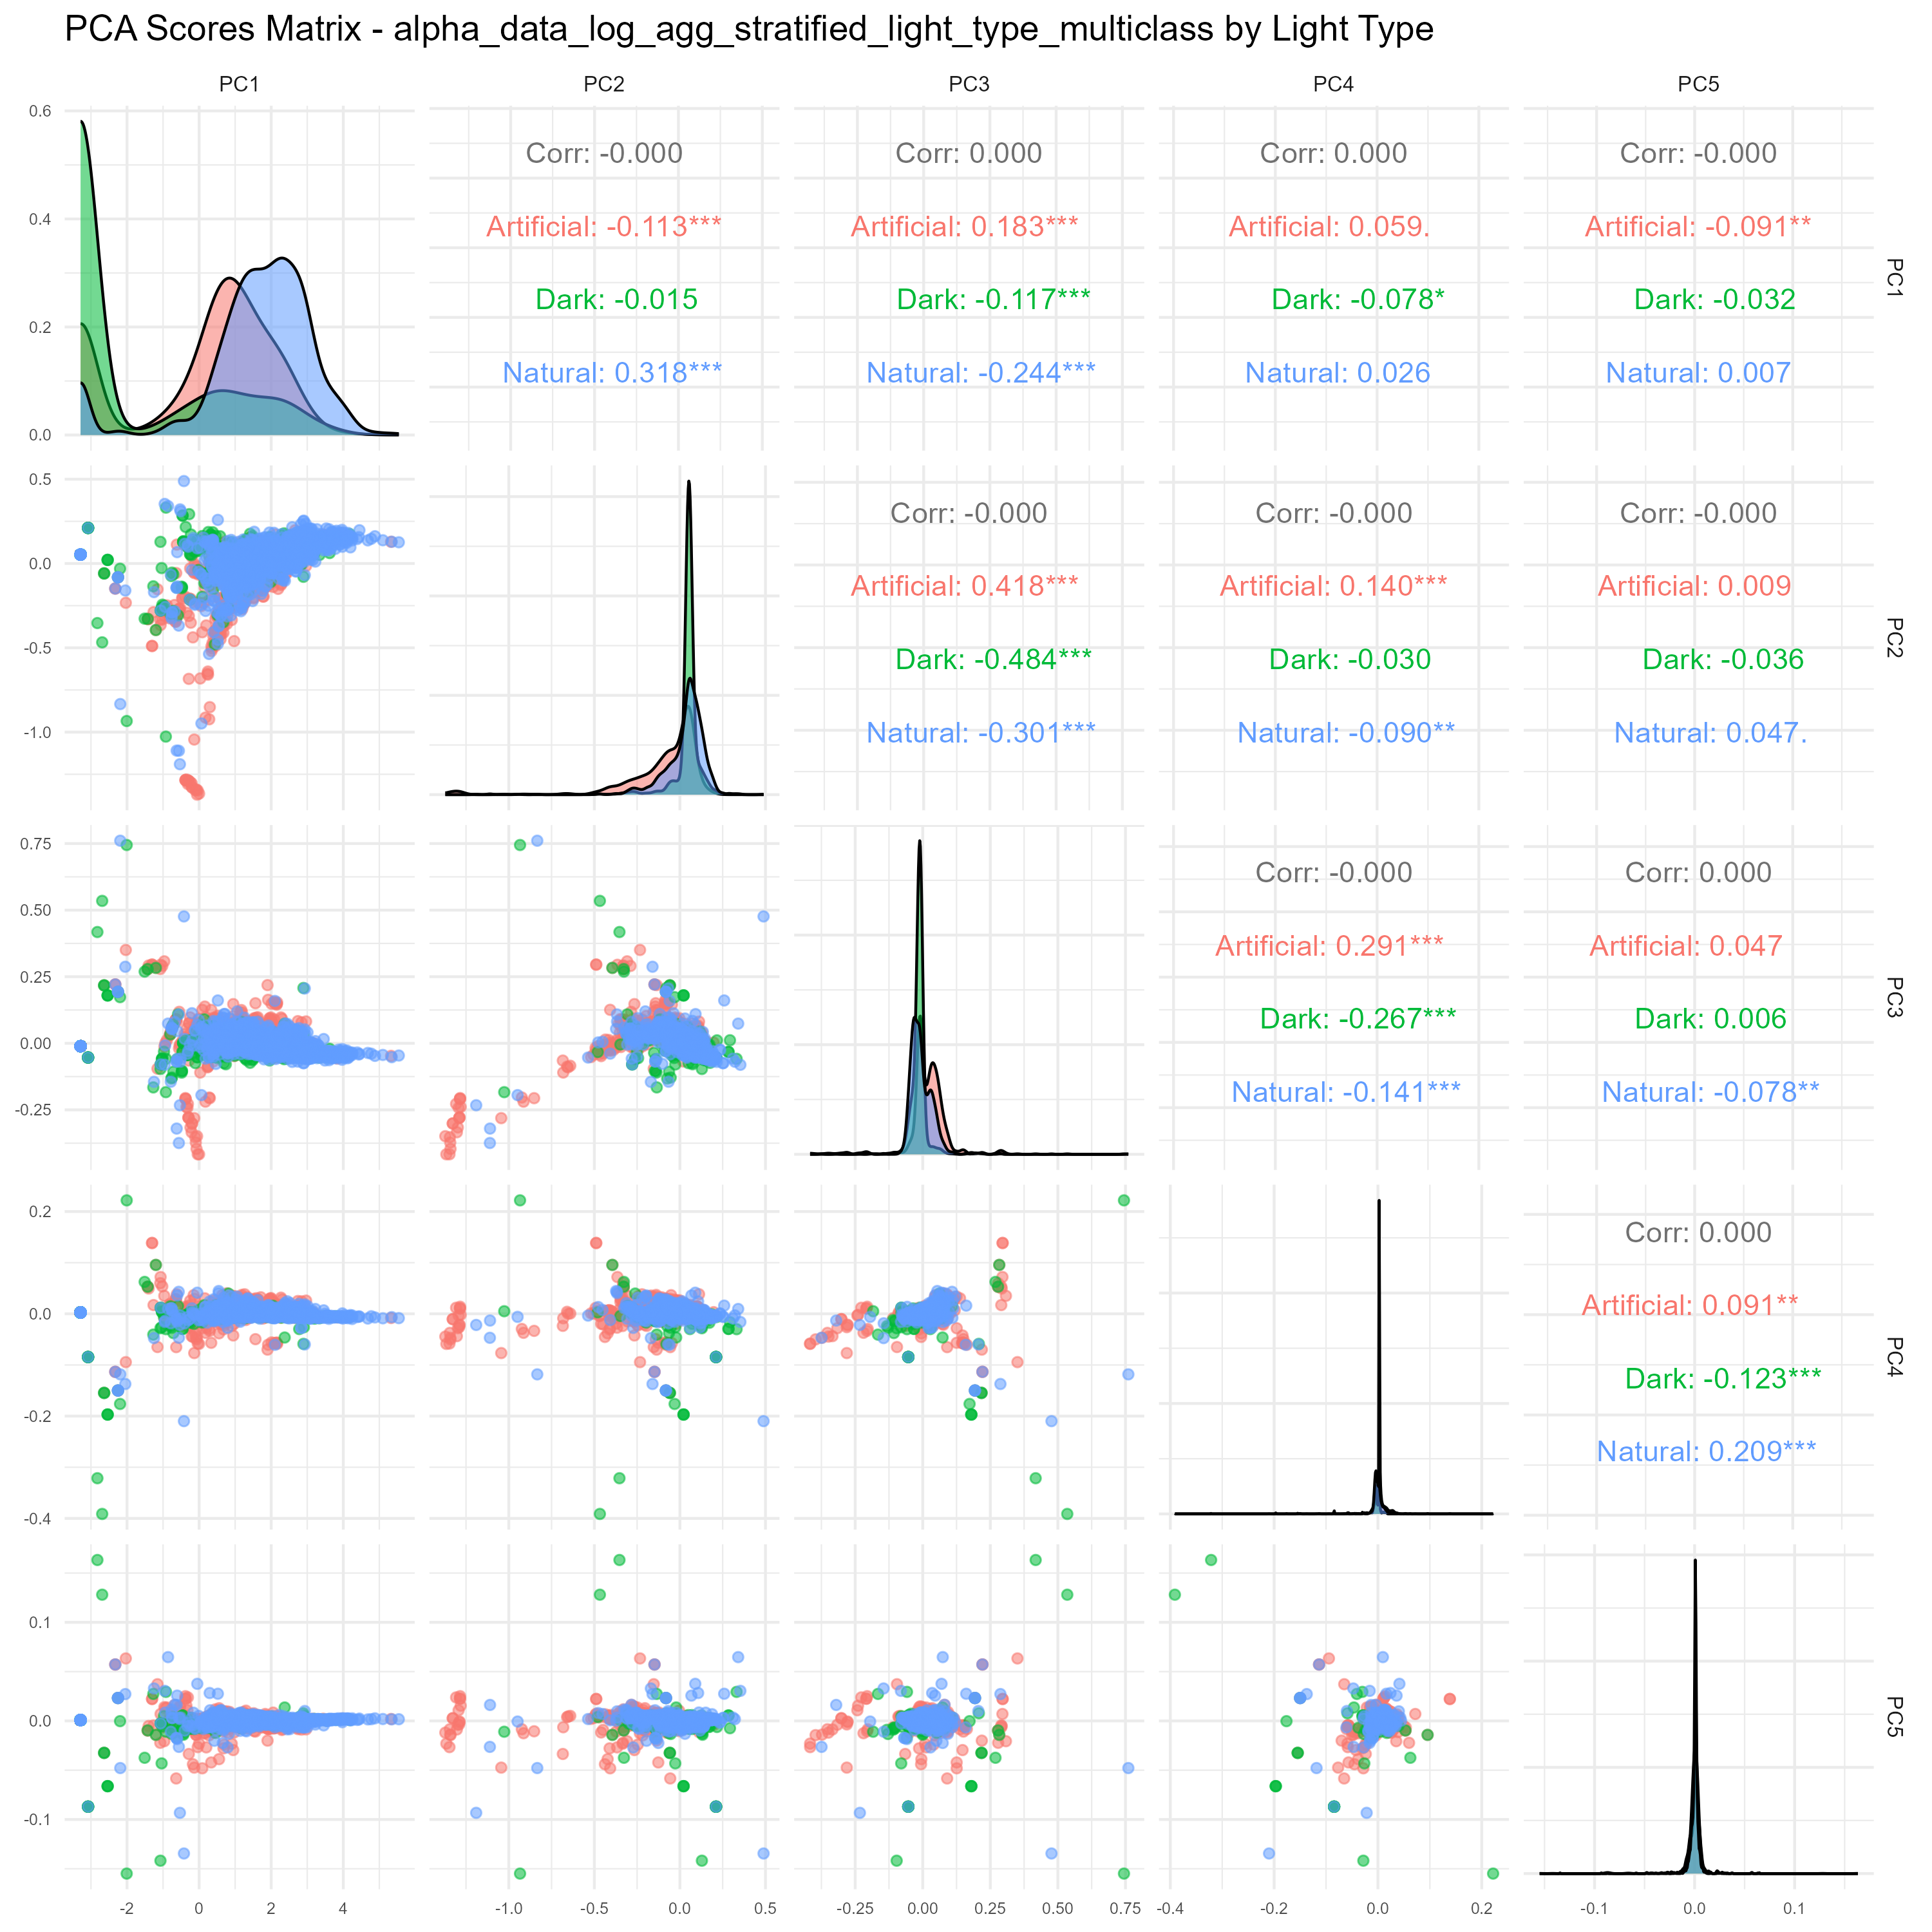 PCA Scores Matrix - alpha_data_log_agg_stratified_light_type_multiclass by Light Type
PC1 PC2 PC3 PC4 PC5
0.6
0.4
0.2
0.0
Corr: -0.000
Artificial: -0.113***
Dark: -0.015
Natural: 0.318***
Corr: 0.000
Artificial: 0.183***
Dark: -0.117***
Natural: -0.244***
Corr: 0.000
Artificial: 0.059.
Dark: -0.078*
Natural: 0.026
Corr: -0.000
Artificial: -0.091**
Dark: -0.032
Natural: 0.007
PC1
0.5
0.0
-0.5
-1.0
Corr: -0.000
Artificial: 0.418***
Dark: -0.484***
Natural: -0.301***
Corr: -0.000
Artificial: 0.140***
Dark: -0.030
Natural: -0.090**
Corr: -0.000
Artificial: 0.009
Dark: -0.036
Natural: 0.047.
PC2
0.75
0.50
0.25
0.00
-0.25
Corr: -0.000
Artificial: 0.291***
Dark: -0.267***
Natural: -0.141***
Corr: 0.000
Artificial: 0.047
Dark: 0.006
Natural: -0.078**
PC3
0.2
0.0
-0.2
-0.4
Corr: 0.000
Artificial: 0.091**
Dark: -0.123***
Natural: 0.209***
PC4
0.1
0.0
-0.1
PC5
-2 0 2 4
-1.0 -0.5 0.0 0.5
-0.25 0.00 0.25 0.50 0.75
-0.4 -0.2 0.0 0.2
-0.1 0.0 0.1